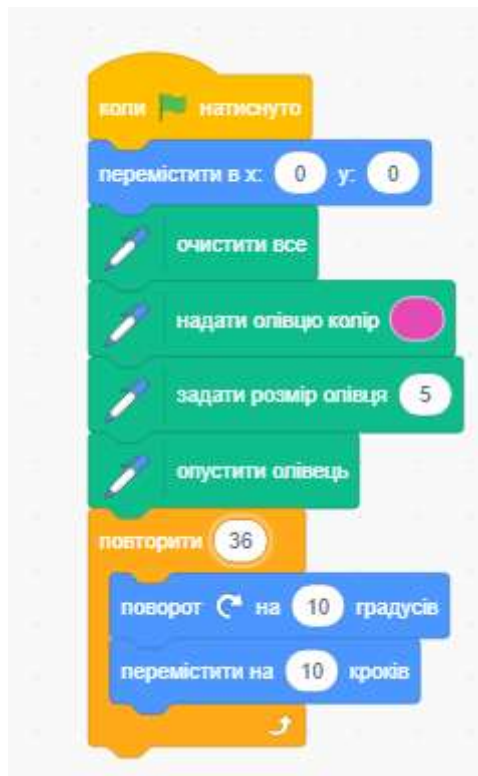 коли натиснуто
перемістити в x: 0 y: 0
очистити все
надати олівцю колір
задати розмір олівця 5
опустити олівець
повторити 36
поворот на 10 градусів
перемістити на 10 кроків